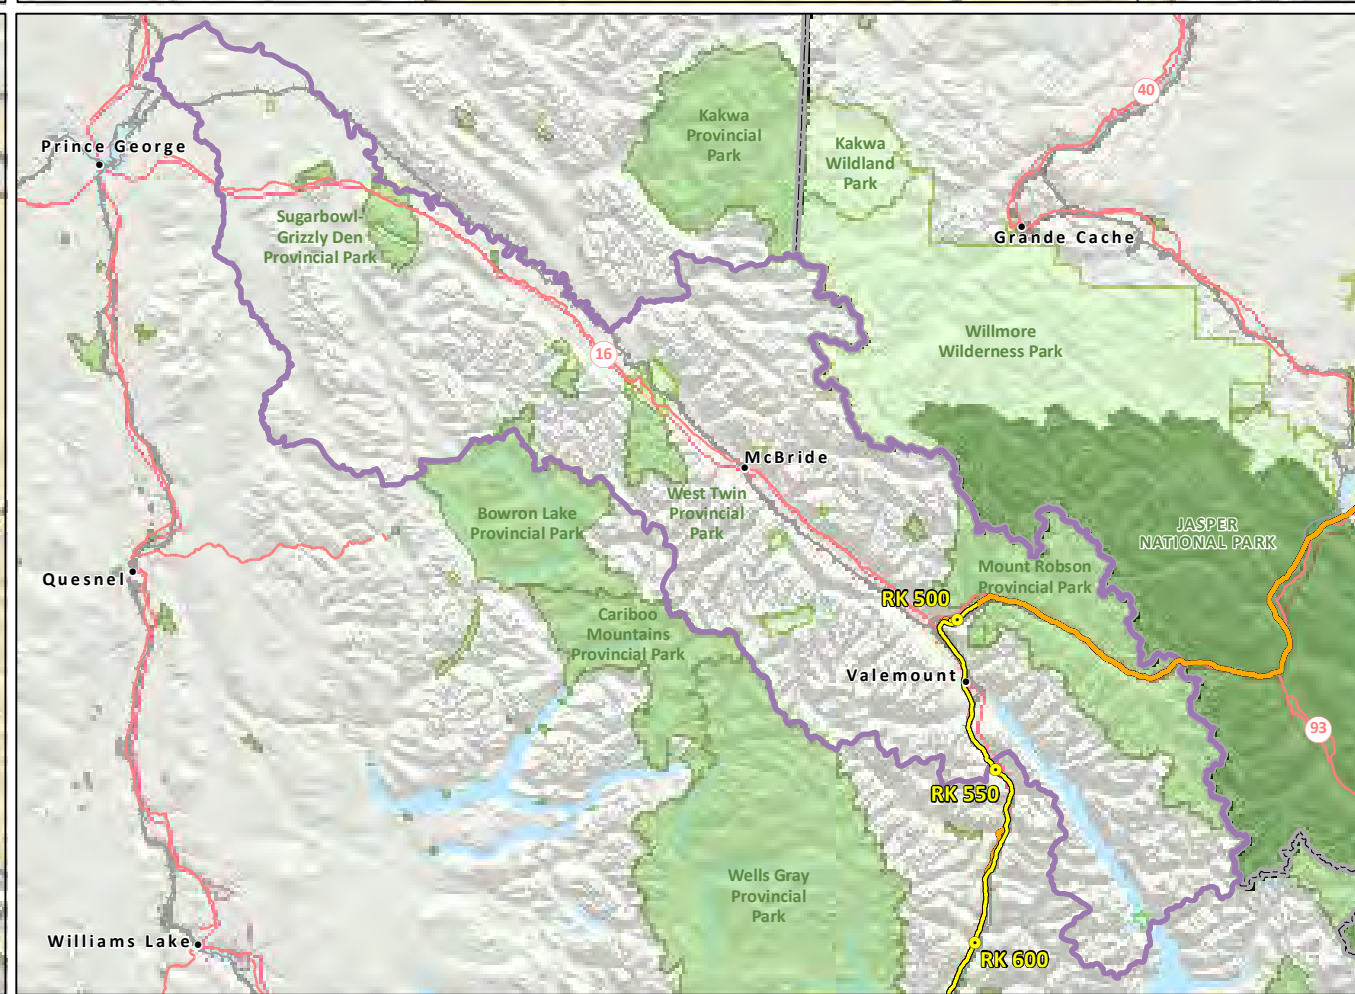 40
Kakwa
Provincial
Park
Kakwa
Wildland
Park
Prince George
Grande Cache
Sugarbowl-
Grizzly Den
Provincial Park
Willmore
Wilderness Park
16
McBride
West Twin
Provincial
Park
Bowron Lake
Provincial Park
JASPER
NATIONAL PARK
Mount Robson
Provincial Park
Quesnel
RK 500
Cariboo
Mountains
Provincial Park
Valemount
93
RK 550
Wells Gray
Provincial
Park
Williams Lake
RK 600